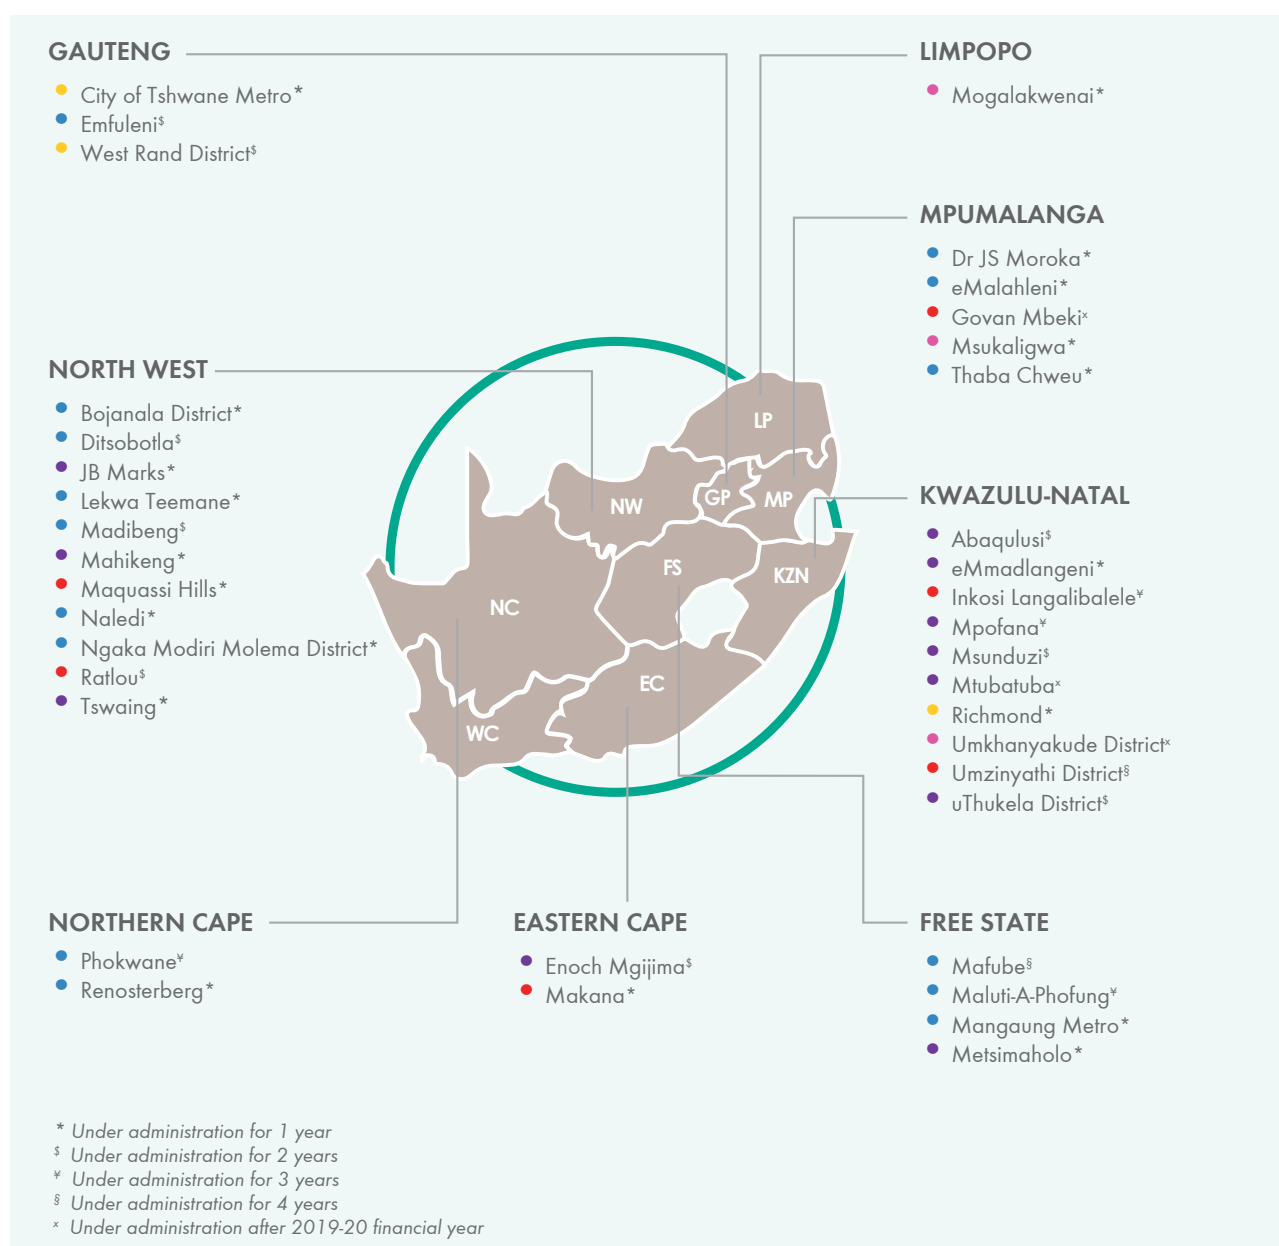 GAUTENG
City of Tshwane Metro*
Emfuleni$
West Rand District$
LIMPOPO
Mogalakwenai*
MPUMALANGA
Dr JS Moroka*
eMalahleni*
Govan Mbekiˣ
Msukaligwa*
Thaba Chweu*
NORTH WEST
Bojanala District*
Ditsobotla$
JB Marks*
Lekwa Teemane*
Madibeng$
Mahikeng*
Maquassi Hills*
Naledi*
Ngaka Modiri Molema District*
Ratlou$
Tswaing*
LP
NW
GP
MP
FS
KZN
NC
EC
WC
KWAZULU-NATAL
Abaqulusi$
eMmadlangeni*
Inkosi Langalibalele¥
Mpofana¥
Msunduzi$
Mtubatubaˣ
Richmond*
Umkhanyakude Districtˣ
Umzinyathi District§
uThukela District$
NORTHERN CAPE
Phokwane¥
Renosterberg*
EASTERN CAPE
Enoch Mgijima$
Makana*
FREE STATE
Mafube§
Maluti-A-Phofung¥
Mangaung Metro*
Metsimaholo*
* Under administration for 1 year
$ Under administration for 2 years
¥ Under administration for 3 years
§ Under administration for 4 years
ˣ Under administration after 2019-20 financial year